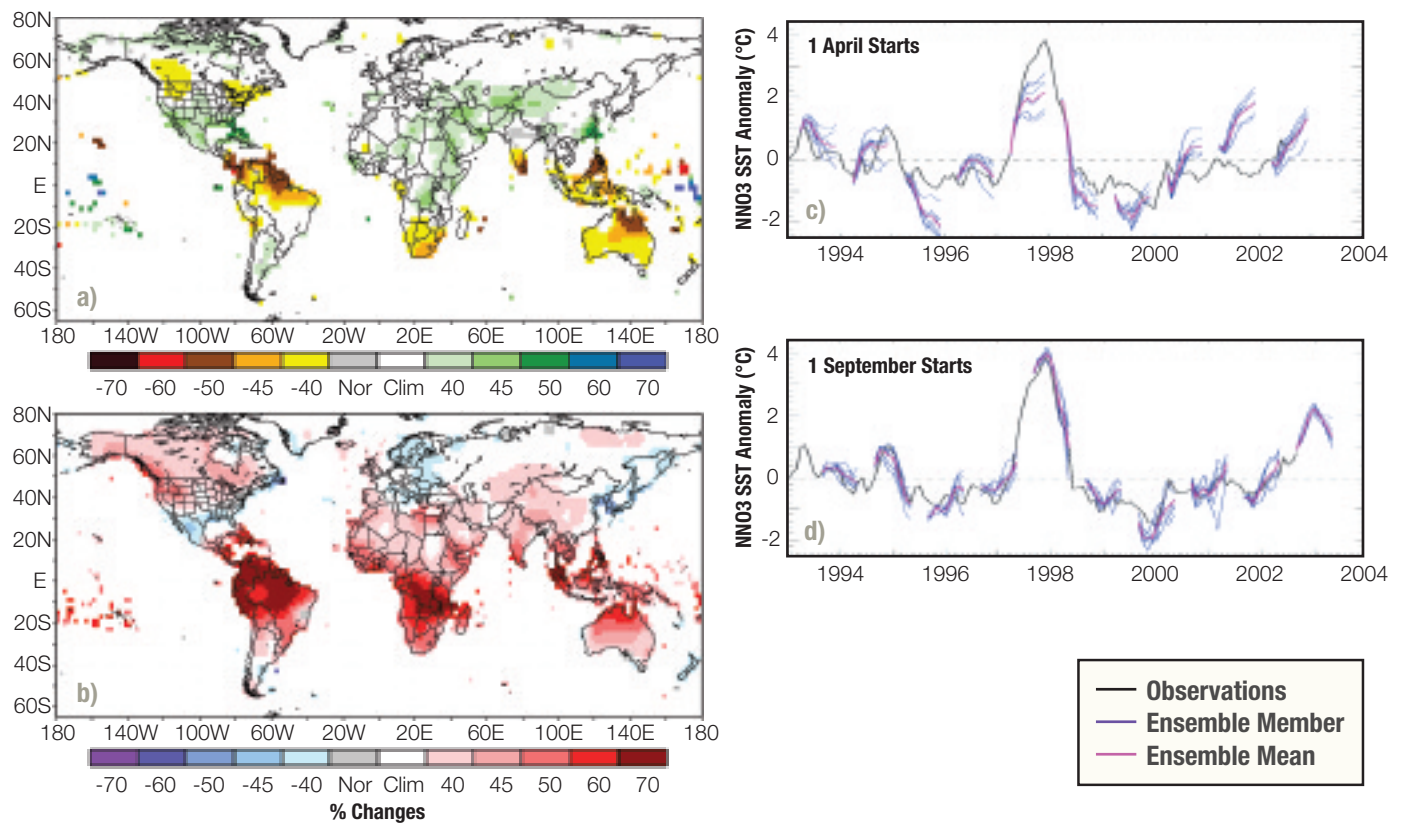 80N
60N
40N
20N
E
20S
40S
60S
a)
180 140W 100W 60W 20W 20E 60E 100E 140E 180
-70 -60 -50 -45 -40 Nor Clim 40 45 50 60 70
80N
60N
40N
20N
E
20S
40S
60S
b)
180 140W 100W 60W 20W 20E 60E 100E 140E 180
-70 -60 -50 -45 -40 Nor Clim 40 45 50 60 70
% Changes
NNO3 SST Anomaly (°C)
1 April Starts
4
2
0
-2
c)
1994 1996 1998 2000 2002 2004
NNO3 SST Anomaly (°C)
1 September Starts
4
2
0
-2
d)
1994 1996 1998 2000 2002 2004
Observations
Ensemble Member
Ensemble Mean